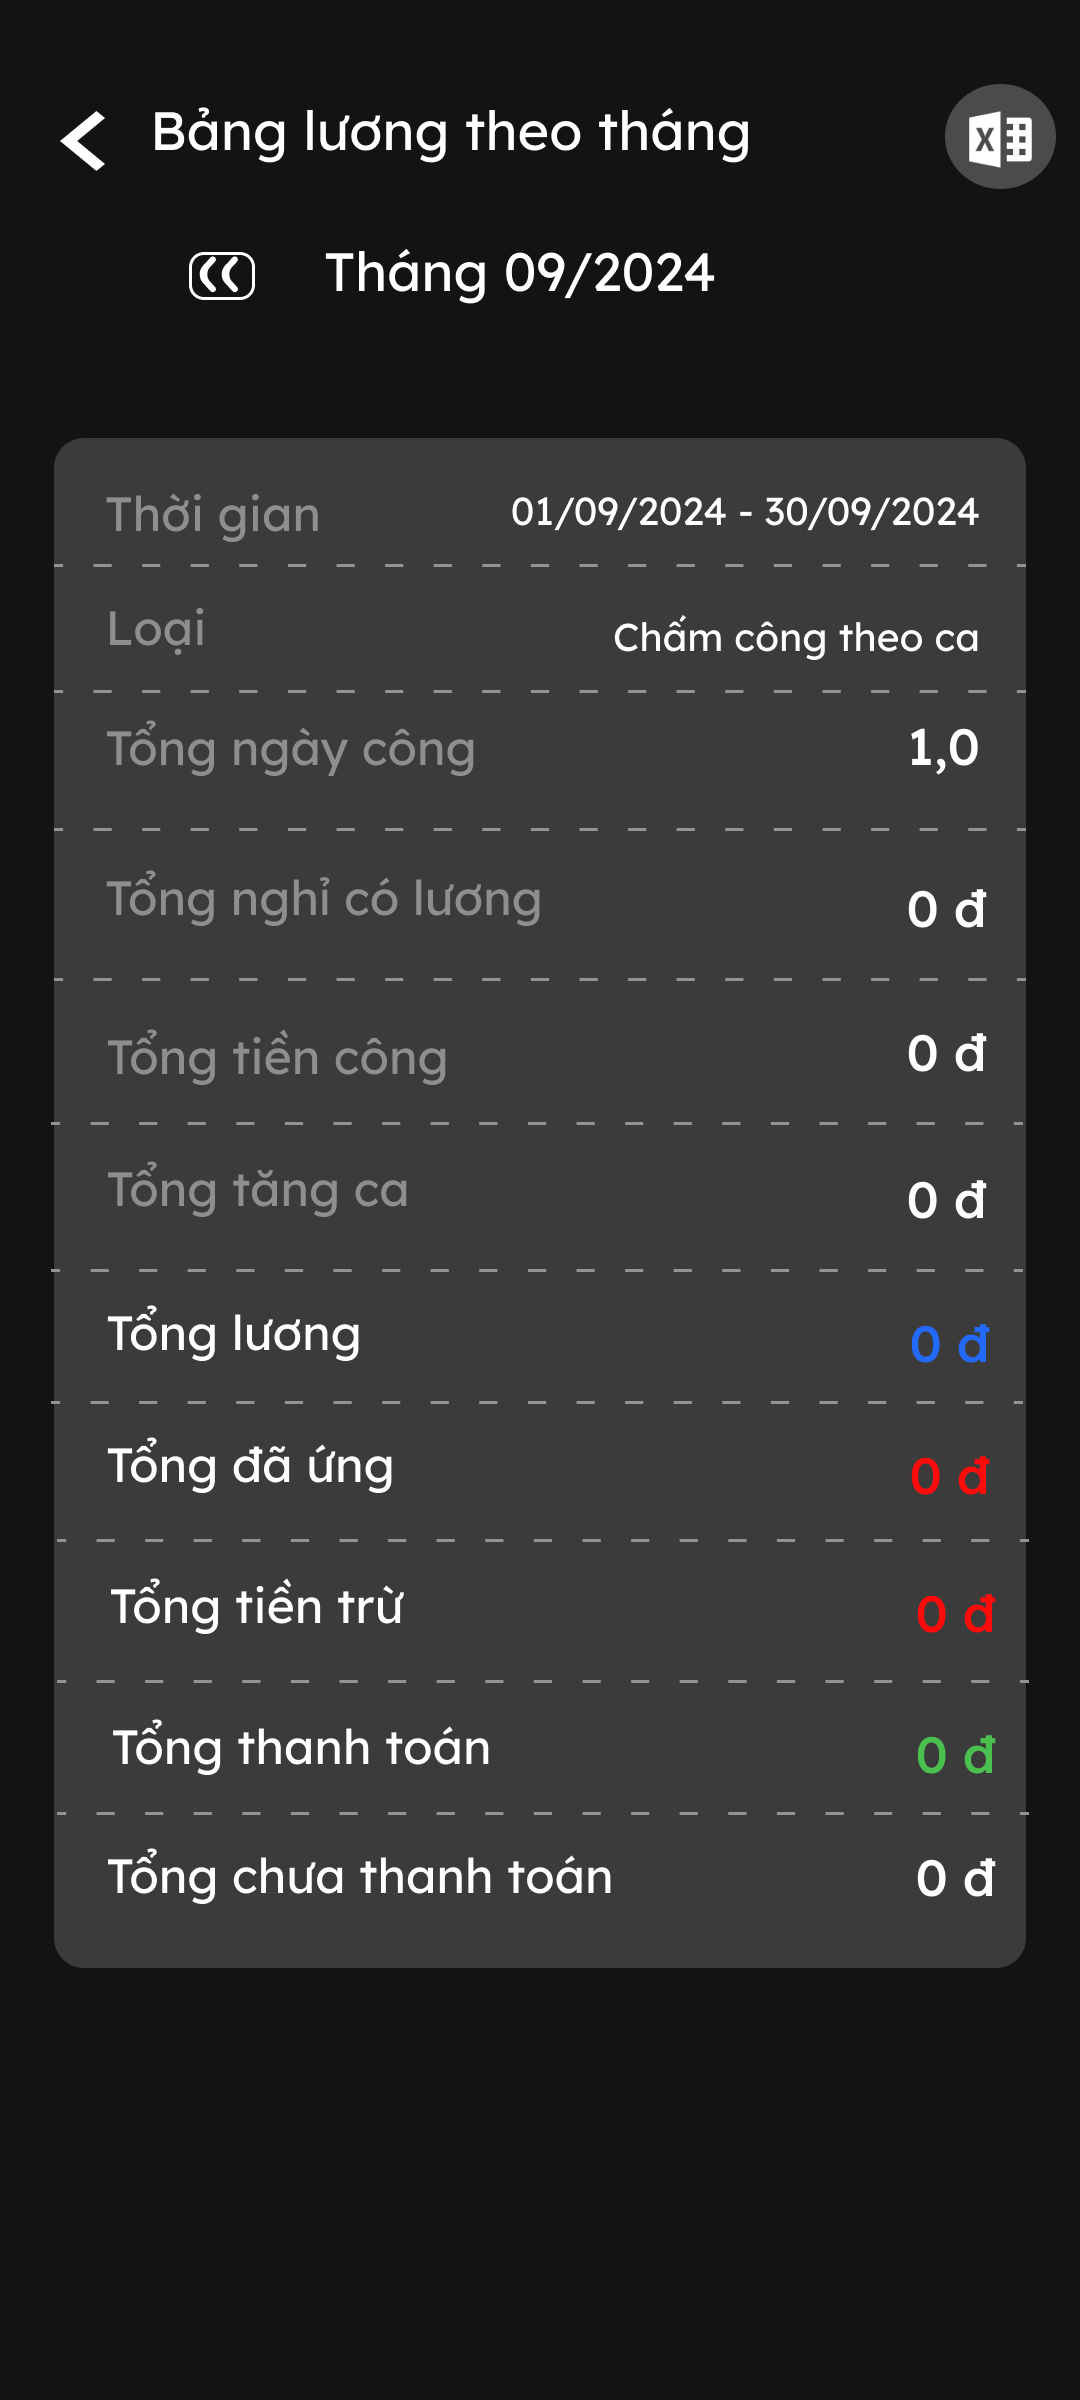 Bảng lương theo tháng
X
Tháng 09/2024
Thời gian 01/09/2024 - 30/09/2024
Loại Chấm công theo ca
Tổng ngày công 1,0
Tổng nghỉ có lương 0 đ
Tổng tiền công 0 đ
Tổng tăng ca 0 đ
Tổng lương 0 đ
Tổng đã ứng 0 đ
Tổng tiền trừ 0 đ
Tổng thanh toán 0 đ
Tổng chưa thanh toán 0 đ